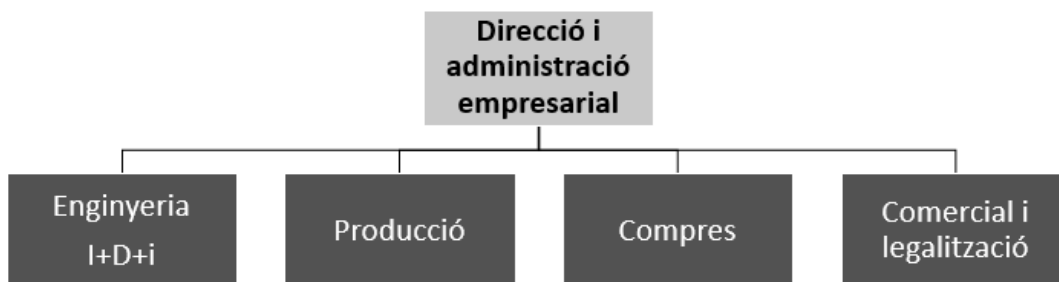 Direcció i
administració
empresarial
Enginyeria
I+D+i
Producció
Compres
Comercial i
legalització